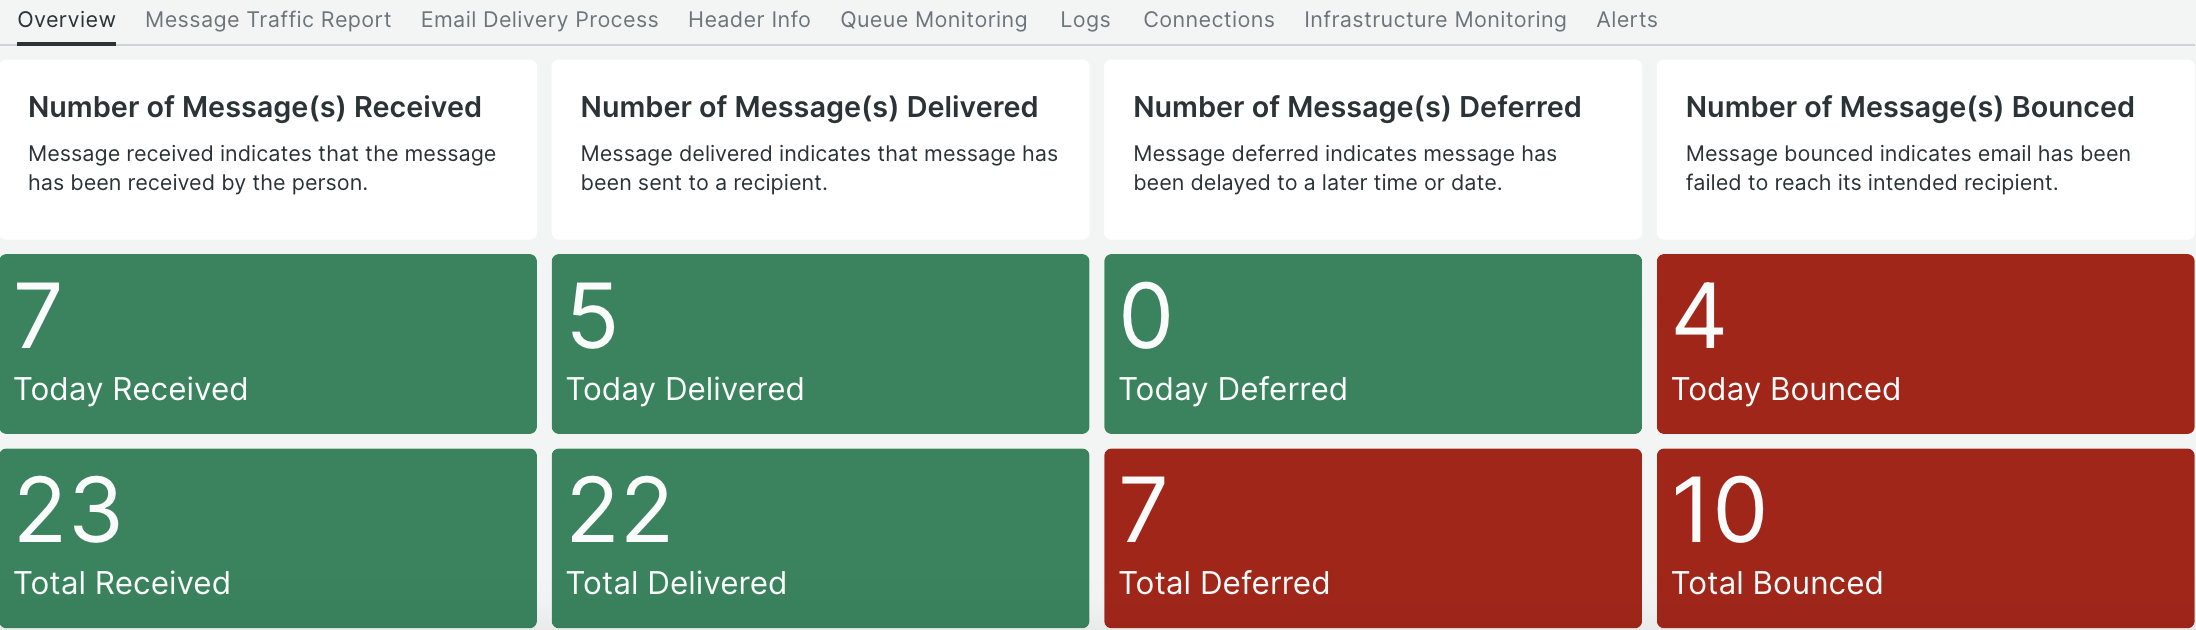 Overview Message Traffic Report Email Delivery Process Header Info Queue Monitoring Logs Connections Infrastructure Monitoring Alerts
Number of Message(s) Received
Message received indicates that the message
has been received by the person.
Number of Message(s) Delivered
Message delivered indicates that message has
been sent to a recipient.
Number of Message(s) Deferred
Message deferred indicates message has
been delayed to a later time or date.
Number of Message(s) Bounced
Message bounced indicates email has been
failed to reach its intended recipient.
7
Today Received
5
Today Delivered
0
Today Deferred
4
Today Bounced
23
Total Received
22
Total Delivered
7
Total Deferred
10
Total Bounced